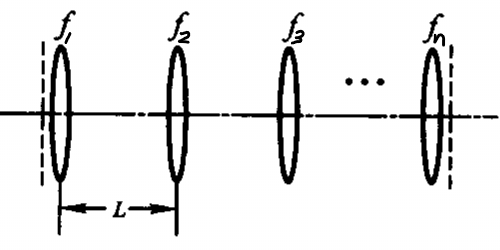 f₁ f₂ f₃ fₙ
...
L